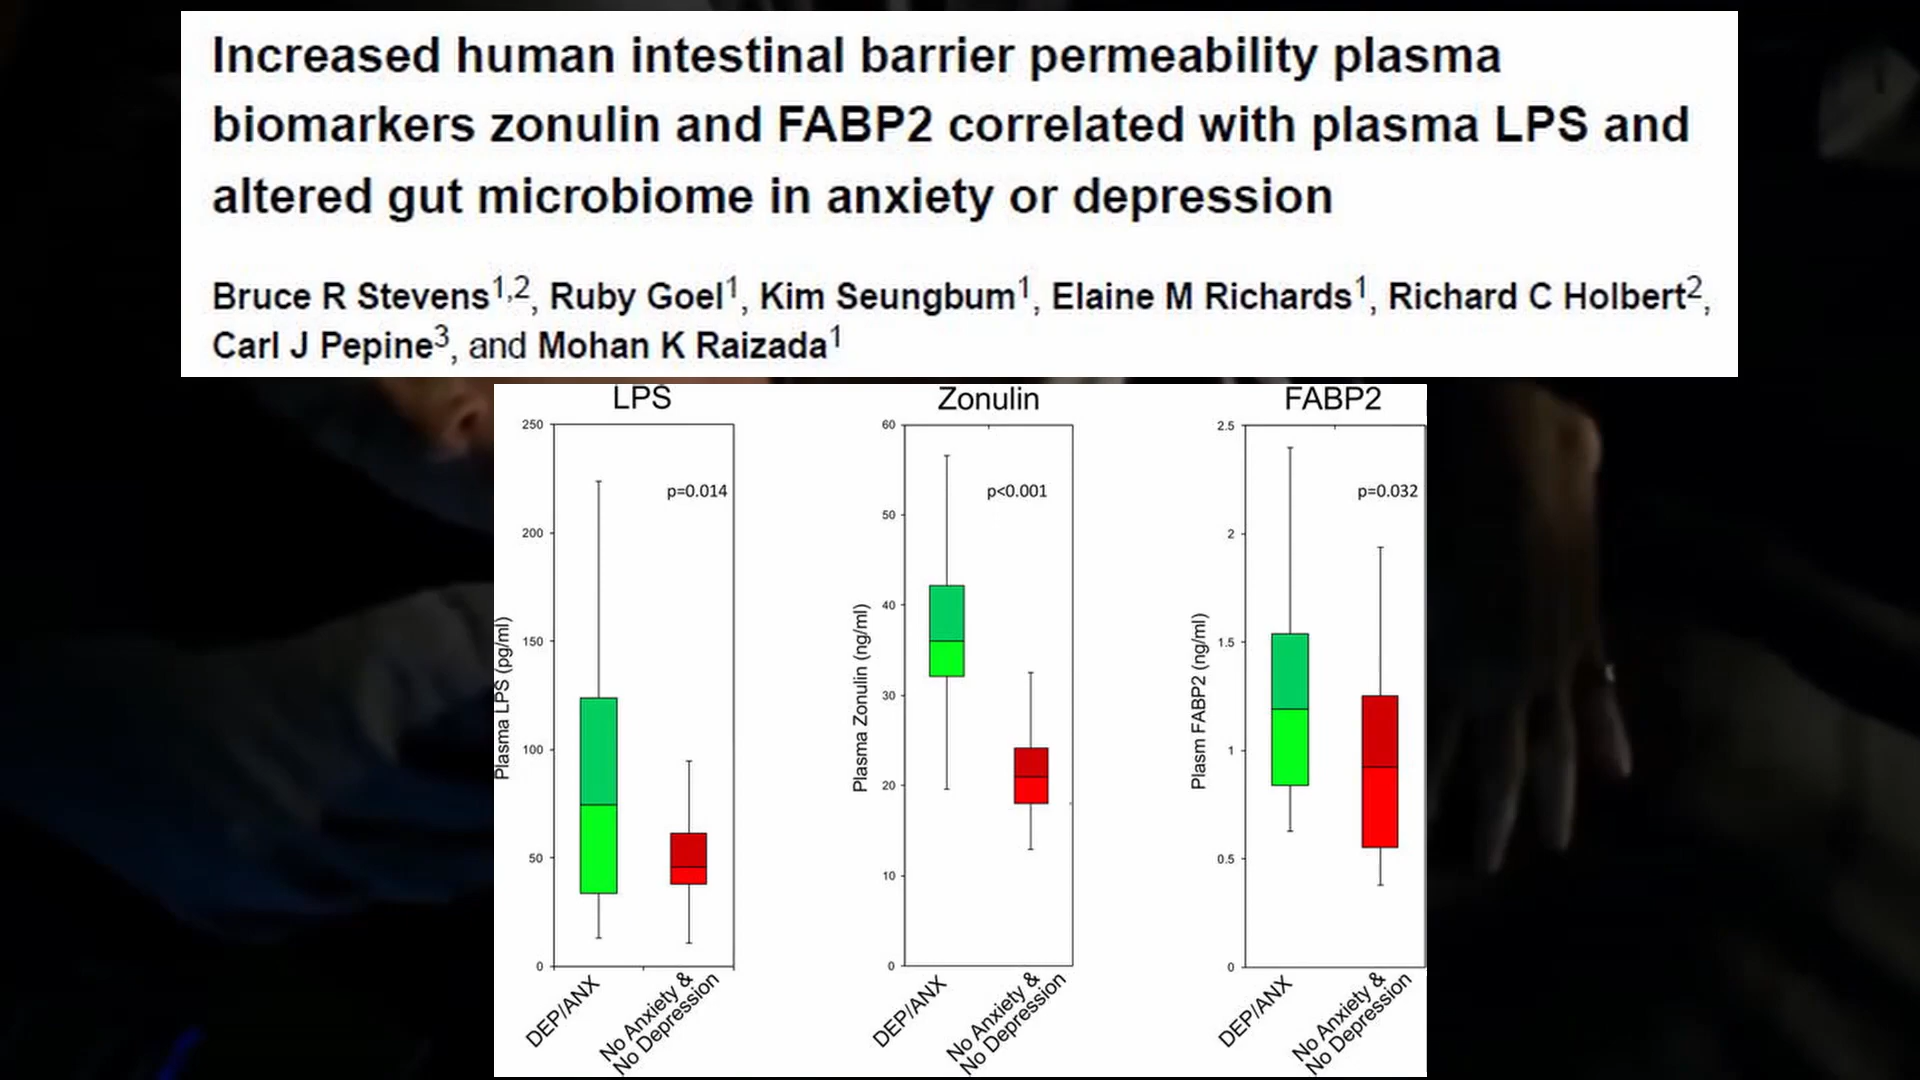 Increased human intestinal barrier permeability plasma
biomarkers zonulin and FABP2 correlated with plasma LPS and
altered gut microbiome in anxiety or depression
Bruce R Stevens1,2, Ruby Goel1, Kim Seungbum1, Elaine M Richards1, Richard C Holbert2,
Carl J Pepine3, and Mohan K Raizada1
LPS
250
200
150
100
50
0
Plasma LPS (pg/ml)
p=0.014
DEP/ANX
No Anxiety &
No Depression
Zonulin
60
50
40
30
20
10
0
Plasma Zonulin (ng/ml)
p<0.001
DEP/ANX
No Anxiety &
No Depression
FABP2
2.5
2
1.5
1
0.5
0
Plasm FABP2 (ng/ml)
p=0.032
DEP/ANX
No Anxiety &
No Depression